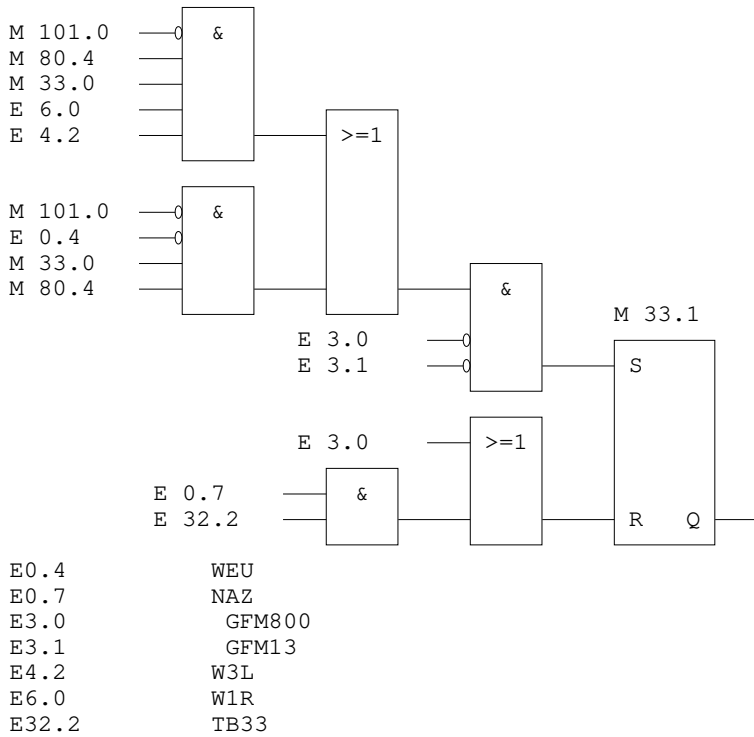 M 101.0 &
M 80.4
M 33.0
E 6.0
E 4.2 >=1
M 101.0 &
E 0.4
M 33.0
M 80.4 &
M 33.1
E 3.0
E 3.1 S
E 3.0 >=1
E 0.7 &
E 32.2 R Q
E0.4 WEU
E0.7 NAZ
E3.0 GFM800
E3.1 GFM13
E4.2 W3L
E6.0 W1R
E32.2 TB33